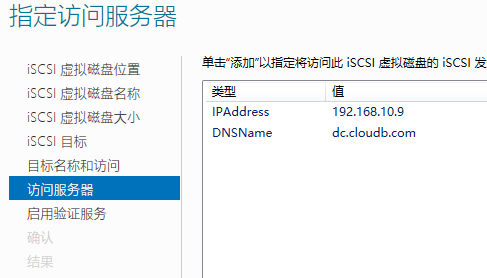 指定访问服务器
iSCSI 虚拟磁盘位置
iSCSI 虚拟磁盘名称
iSCSI 虚拟磁盘大小
iSCSI 目标
目标名称和访问
访问服务器
启用验证服务
确认
结果
单击“添加”以指定将访问此 iSCSI 虚拟磁盘的 iSCSI 发
类型 值
IPAddress 192.168.10.9
DNSName dc.cloudb.com